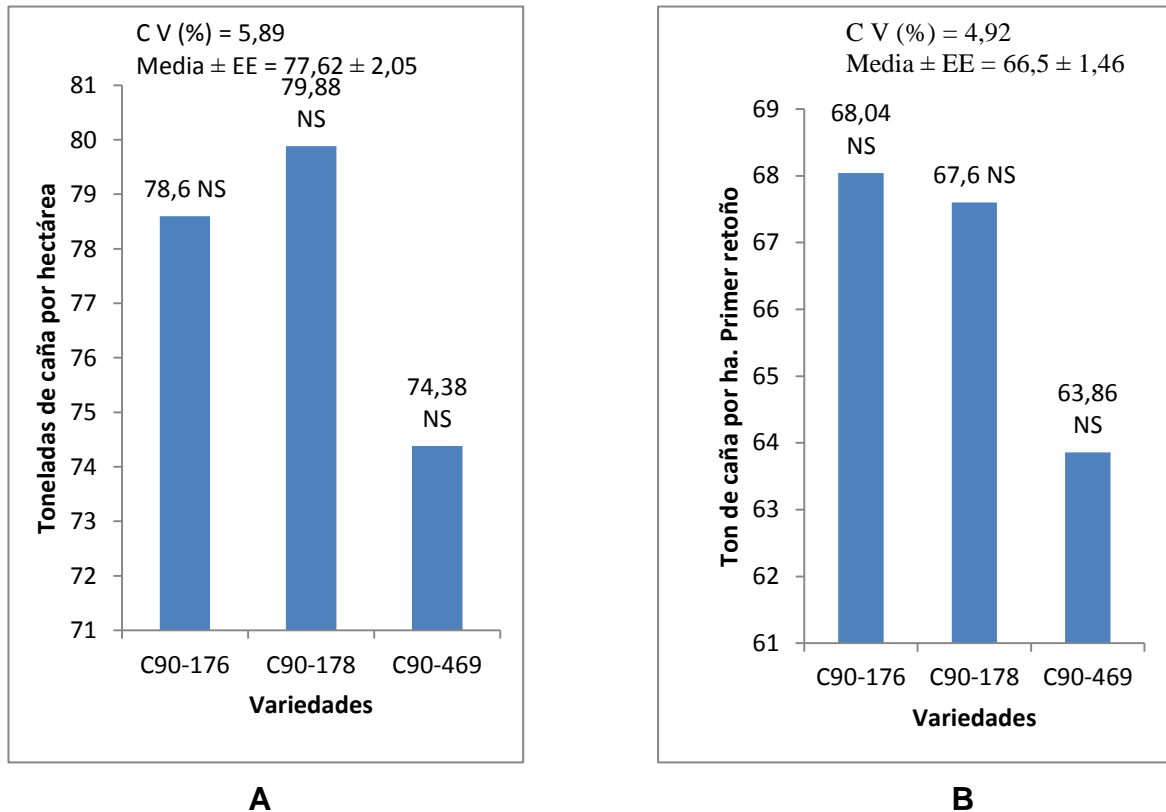 C V (%) = 5,89
Media ± EE = 77,62 ± 2,05
Toneladas de caña por hectárea
81
80
79
78
77
76
75
74
73
72
71
78,6 NS
79,88
NS
74,38
NS
C90-176
C90-178
C90-469
Variedades
A
C V (%) = 4,92
Media ± EE = 66,5 ± 1,46
Ton de caña por ha. Primer retoño
69
68
67
66
65
64
63
62
61
68,04
NS
67,6 NS
63,86
NS
C90-176
C90-178
C90-469
Variedades
B